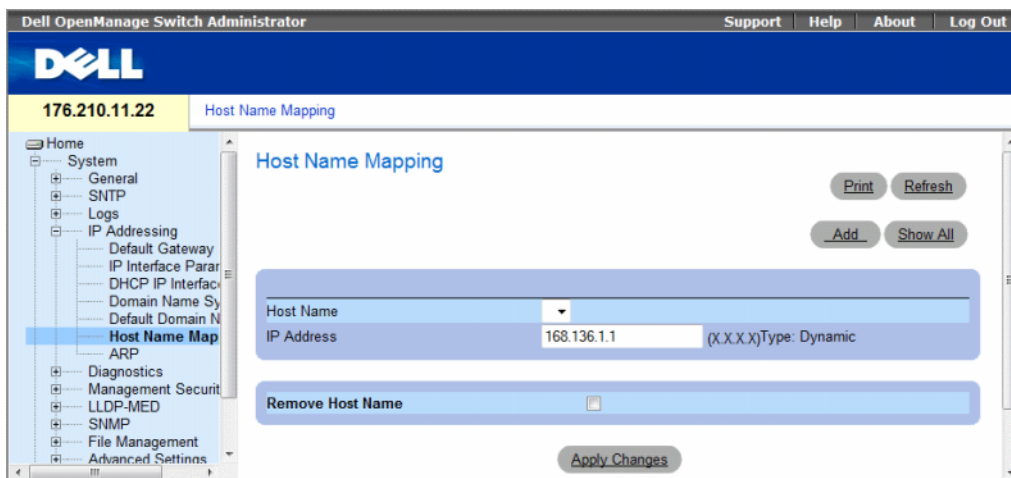 Dell OpenManage Switch Administrator Support Help About Log Out
DELL
176.210.11.22 Host Name Mapping
Home
System
General
SNTP
Logs
IP Addressing
Default Gateway
IP Interface Parar
DHCP IP Interfac
Domain Name Sy
Default Domain N
Host Name Map
ARP
Diagnostics
Management Securit
LLDP-MED
SNMP
File Management
Advanced Settings
Host Name Mapping
Print Refresh
Add Show All
Host Name
IP Address 168.136.1.1 (X.X.X.X)Type: Dynamic
Remove Host Name
Apply Changes